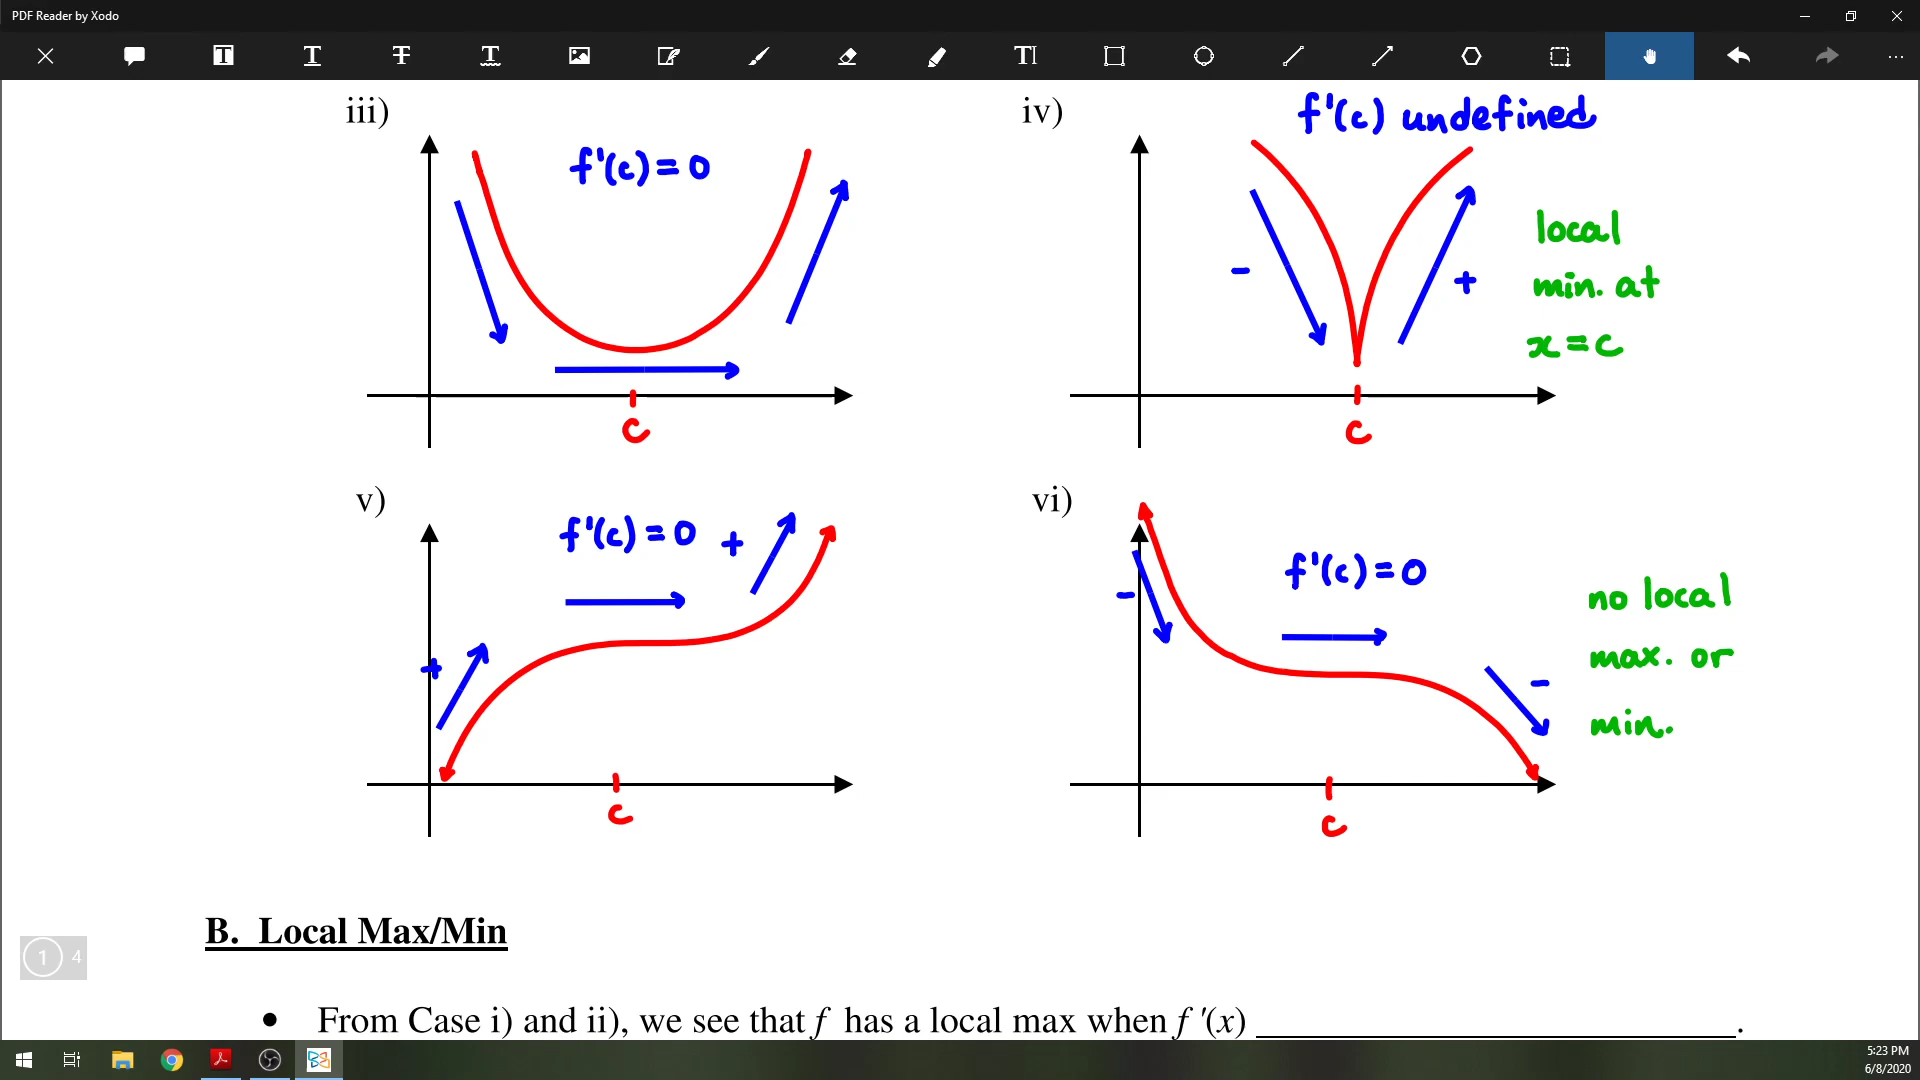 PDF Reader by Xodo
iii)
f'(c) = 0
c
iv)
f'(c) undefined
-
+
local
min. at
x = c
c
v)
f'(c) = 0 +
+
c
vi)
f'(c) = 0
-
-
no local
max. or
min.
c
B. Local Max/Min
1 4
• From Case i) and ii), we see that f has a local max when f '(x) ____________________.
5:23 PM
6/8/2020